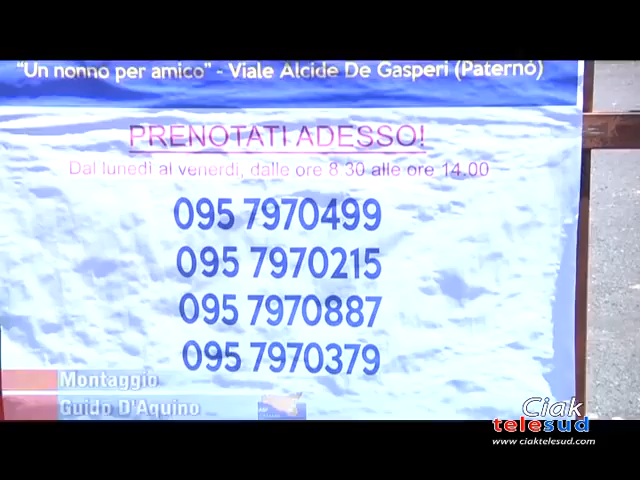 "Un nonno per amico" - Viale Alcide De Gasperi (Paternò)
PRENOTATI ADESSO!
Dal lunedì al venerdì, dalle ore 8.30 alle ore 14.00
095 7970499
095 7970215
095 7970887
095 7970379
Montaggio
Guido D'Aquino
Ciak
telesud
www.ciaktelesud.com